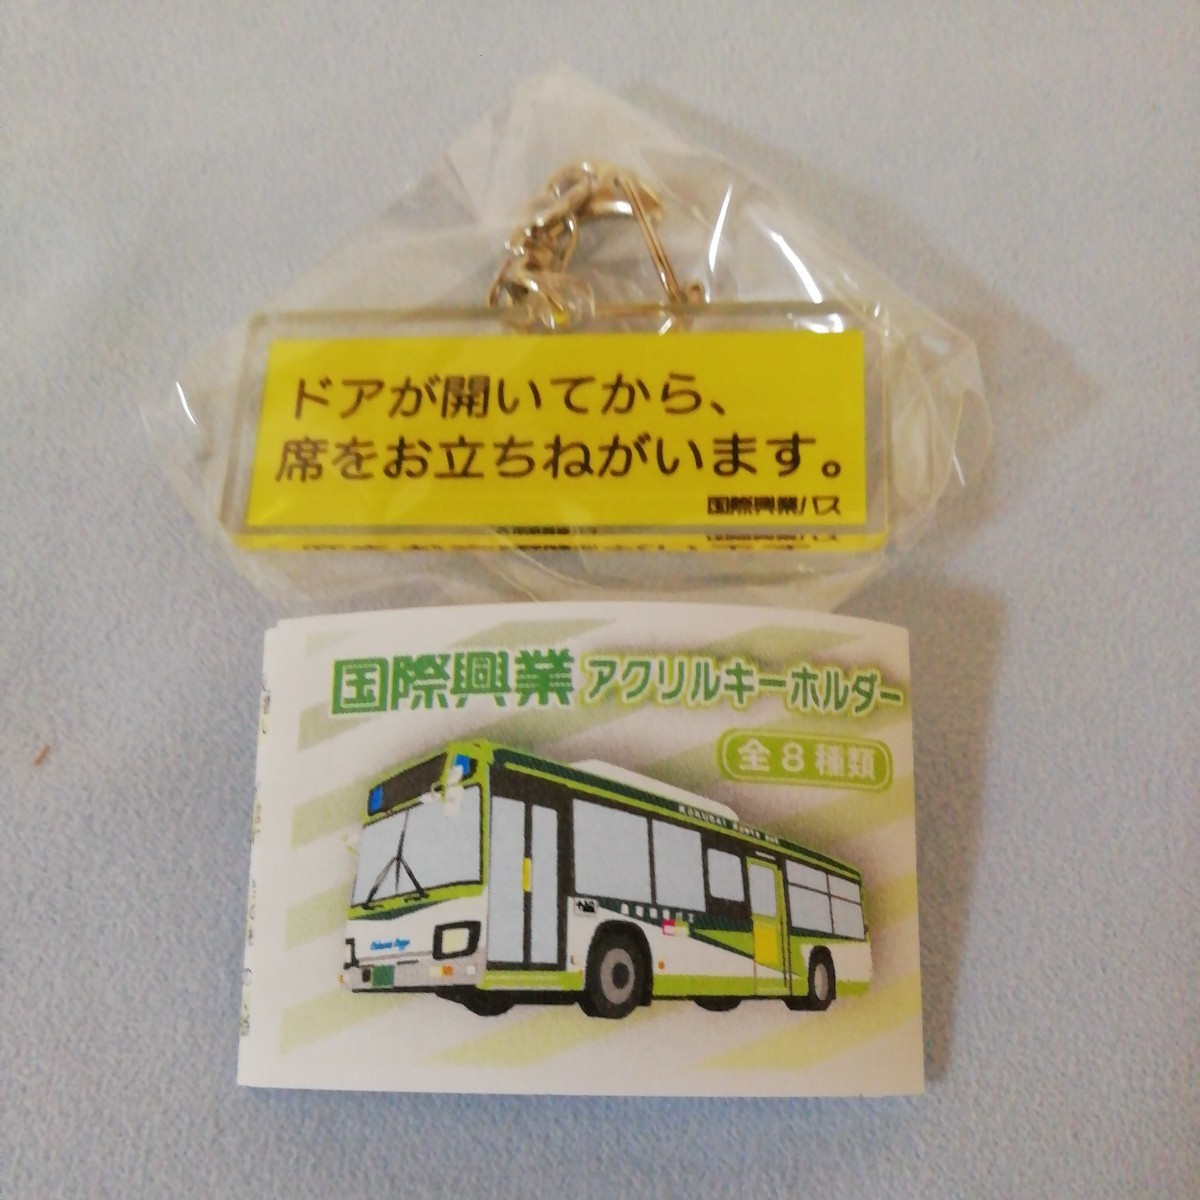 ドアが開いてから、
席をお立ちねがいます。
国際興業バス
国際興業 アクリルキーホルダー
全8種類